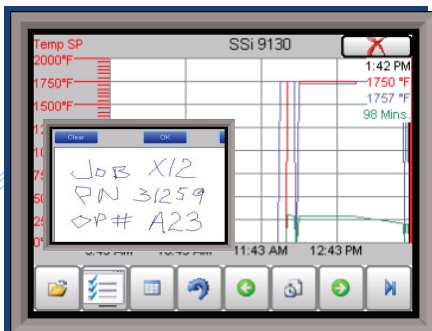 Temp SP
SSi 9130
2000°F
1:42 PM
1750°F
1750 °F
1757 °F
1500°F
98 Mins.
Clear
OK
JOB X12
PN 31259
OP# A23
11:43 AM
12:43 PM